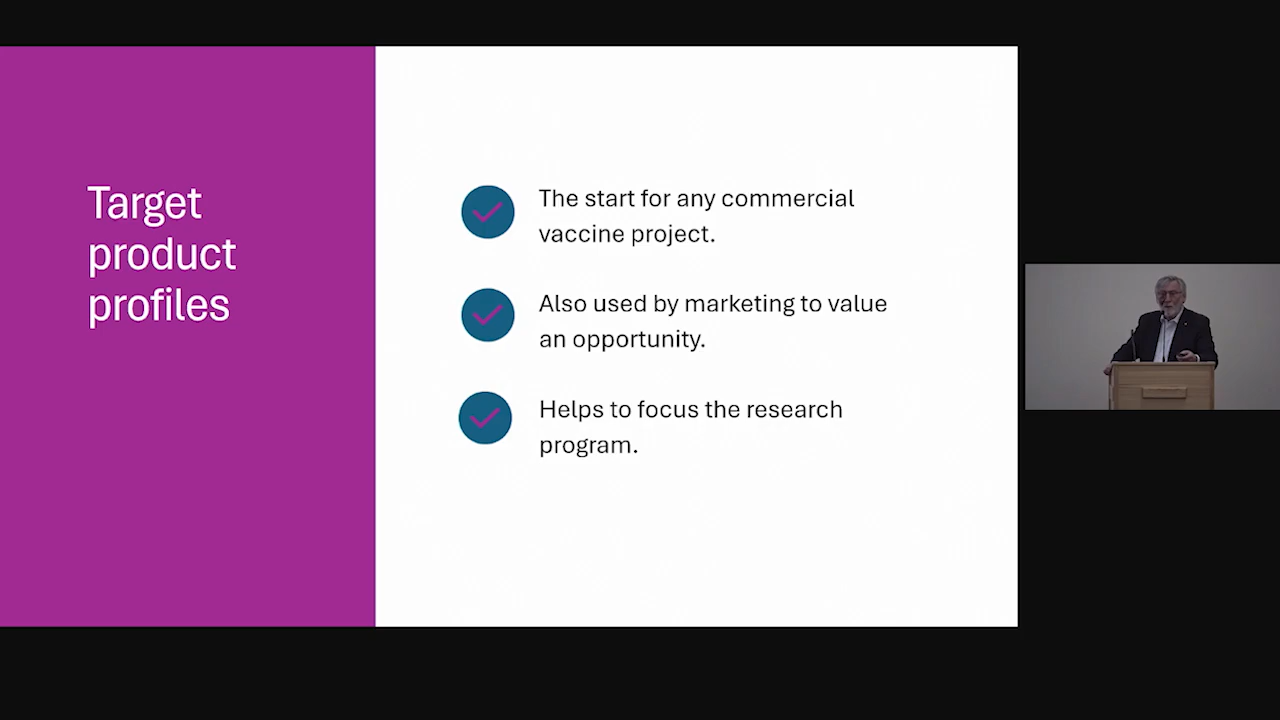 Target
product
profiles
The start for any commercial
vaccine project.
Also used by marketing to value
an opportunity.
Helps to focus the research
program.